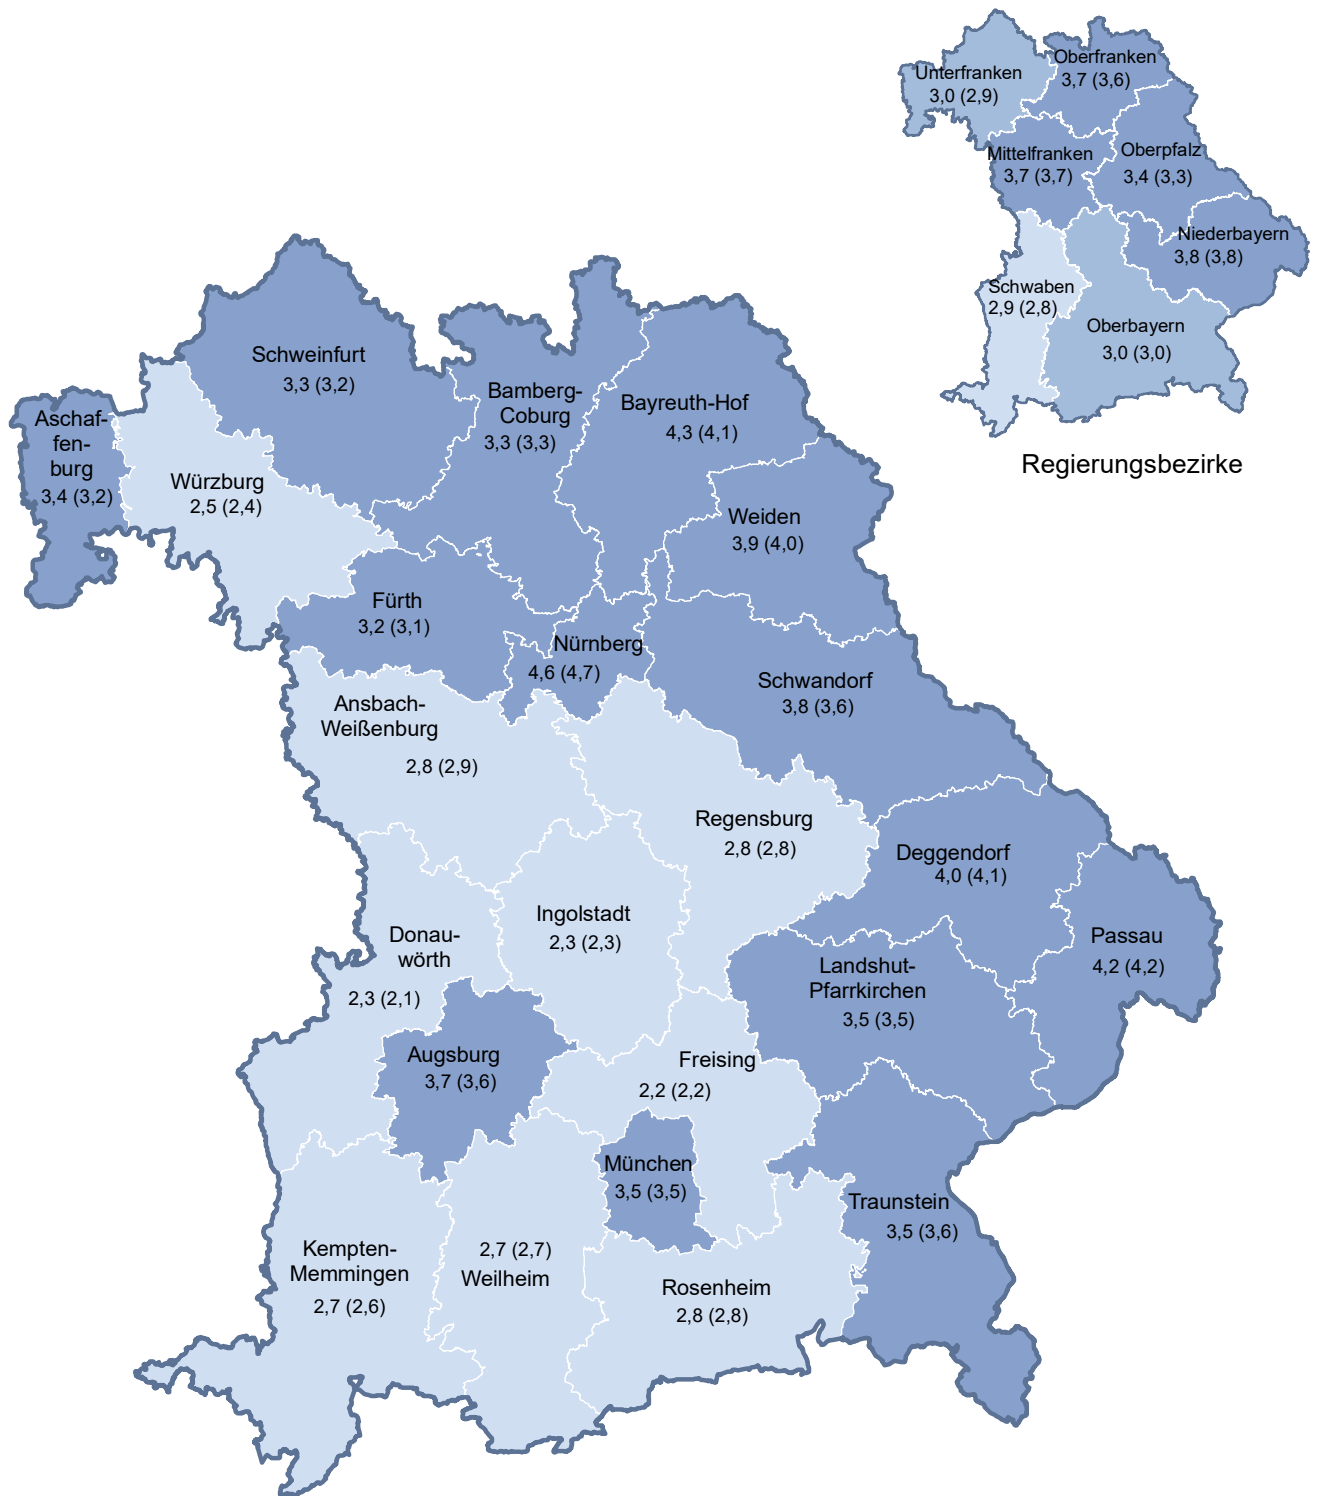 Oberfranken
3,7 (3,6)
Unterfranken
3,0 (2,9)
Mittelfranken
3,7 (3,7)
Oberpfalz
3,4 (3,3)
Niederbayern
3,8 (3,8)
Schwaben
2,9 (2,8)
Oberbayern
3,0 (3,0)
Regierungsbezirke
Schweinfurt
3,3 (3,2)
Bamberg-
Coburg
3,3 (3,3)
Bayreuth-Hof
4,3 (4,1)
Aschaf-
fen-
burg
3,4 (3,2)
Würzburg
2,5 (2,4)
Weiden
3,9 (4,0)
Fürth
3,2 (3,1)
Nürnberg
4,6 (4,7)
Schwandorf
3,8 (3,6)
Ansbach-
Weißenburg
2,8 (2,9)
Regensburg
2,8 (2,8)
Deggendorf
4,0 (4,1)
Ingolstadt
2,3 (2,3)
Donau-
wörth
2,3 (2,1)
Passau
4,2 (4,2)
Landshut-
Pfarrkirchen
3,5 (3,5)
Augsburg
3,7 (3,6)
Freising
2,2 (2,2)
München
3,5 (3,5)
Traunstein
3,5 (3,6)
Kempten-
Memmingen
2,7 (2,6)
2,7 (2,7)
Weilheim
Rosenheim
2,8 (2,8)